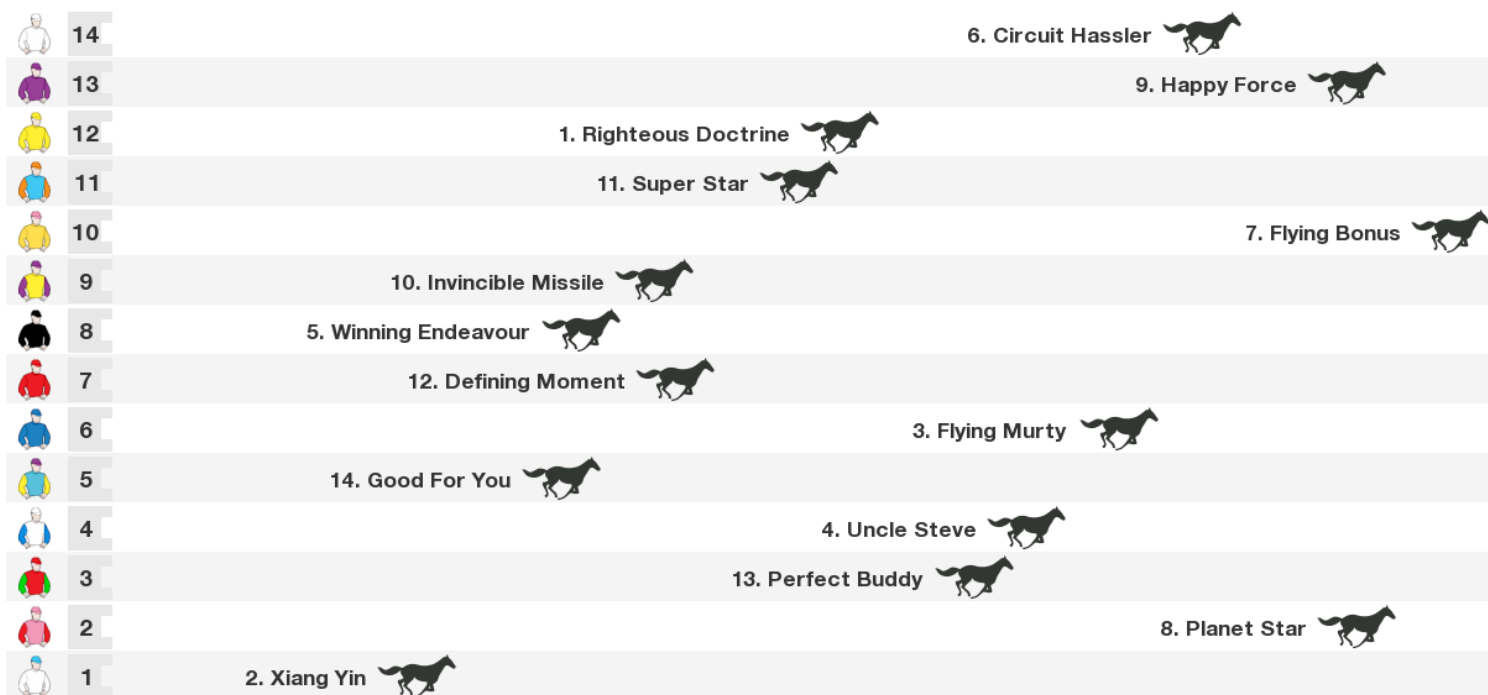 14 6. Circuit Hassler
13 9. Happy Force
12 1. Righteous Doctrine
11 11. Super Star
10 7. Flying Bonus
9 10. Invincible Missile
8 5. Winning Endeavour
7 12. Defining Moment
6 3. Flying Murty
5 14. Good For You
4 4. Uncle Steve
3 13. Perfect Buddy
2 8. Planet Star
1 2. Xiang Yin